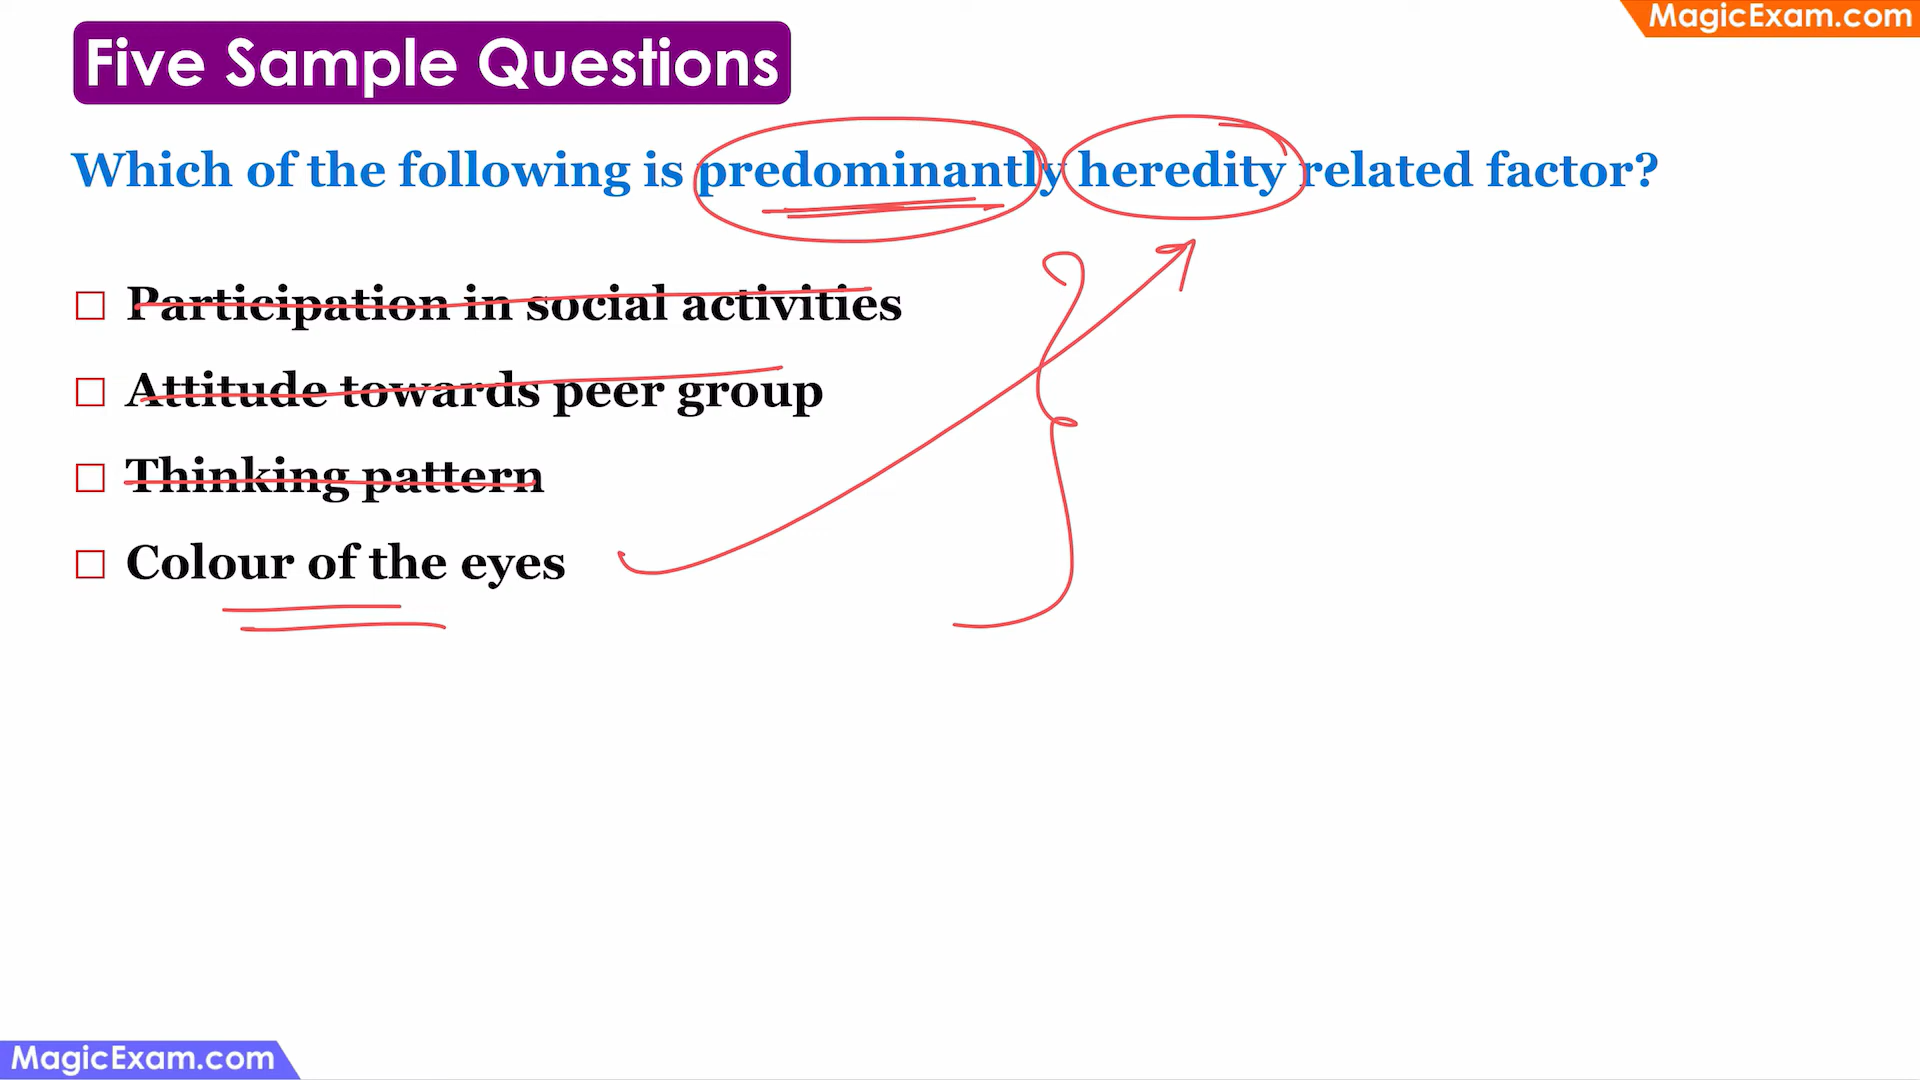 MagicExam.com
Five Sample Questions
Which of the following is predominantly heredity related factor?
Participation in social activities
Attitude towards peer group
Thinking pattern
Colour of the eyes
MagicExam.com